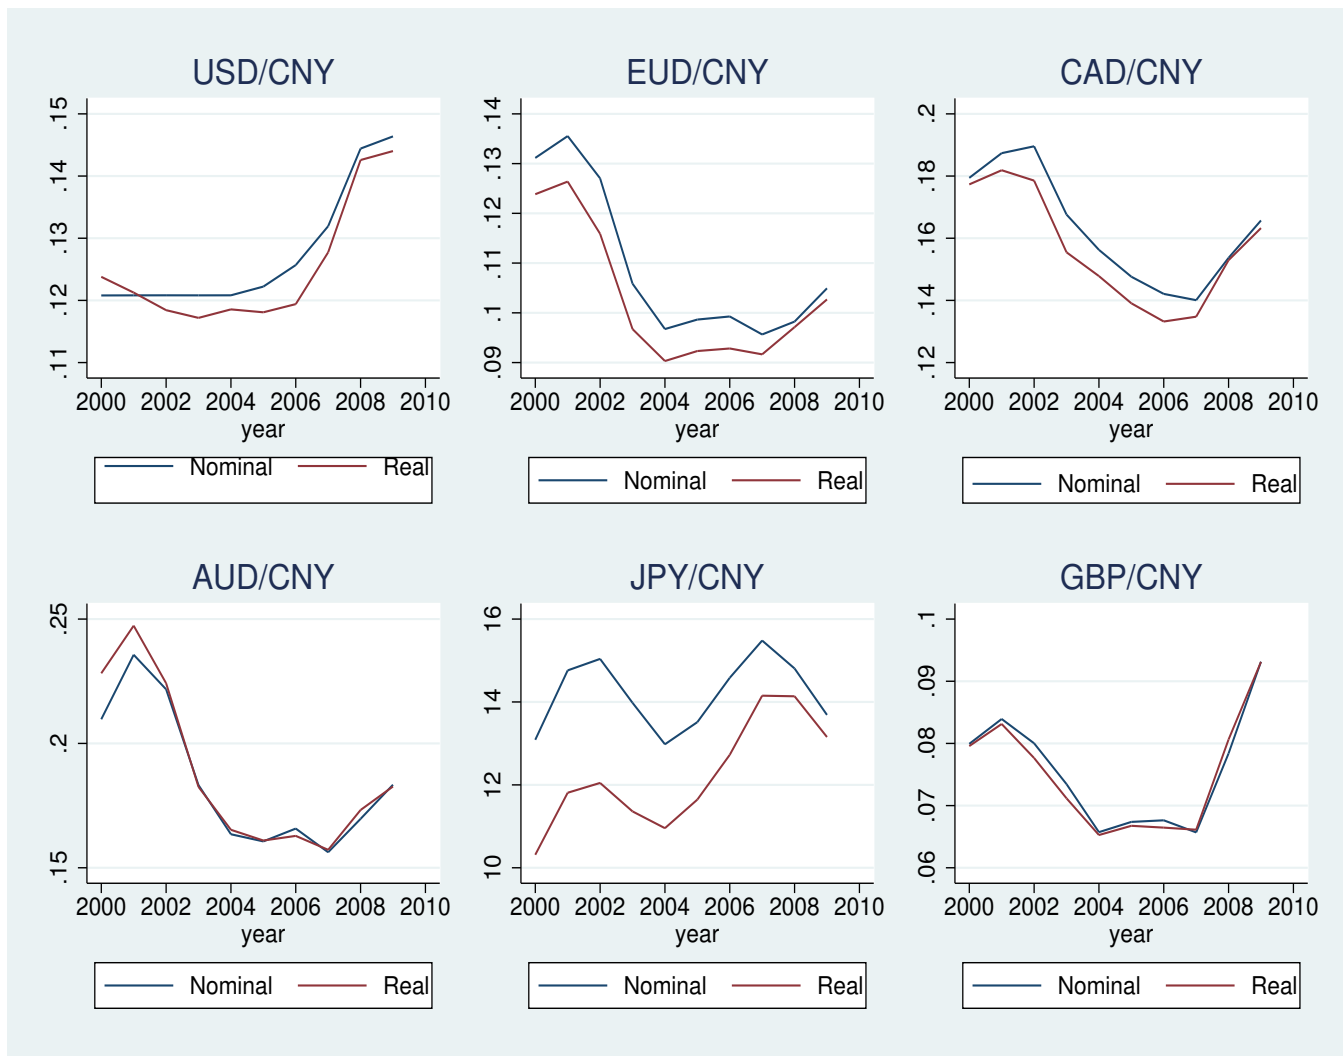 USD/CNY
.15
.14
.13
.12
.11
2000 2002 2004 2006 2008 2010
year
Nominal Real
EUD/CNY
.14
.13
.12
.11
.1
.09
2000 2002 2004 2006 2008 2010
year
Nominal Real
CAD/CNY
.2
.18
.16
.14
.12
2000 2002 2004 2006 2008 2010
year
Nominal Real
AUD/CNY
.25
.2
.15
2000 2002 2004 2006 2008 2010
year
Nominal Real
JPY/CNY
16
14
12
10
2000 2002 2004 2006 2008 2010
year
Nominal Real
GBP/CNY
.1
.09
.08
.07
.06
2000 2002 2004 2006 2008 2010
year
Nominal Real